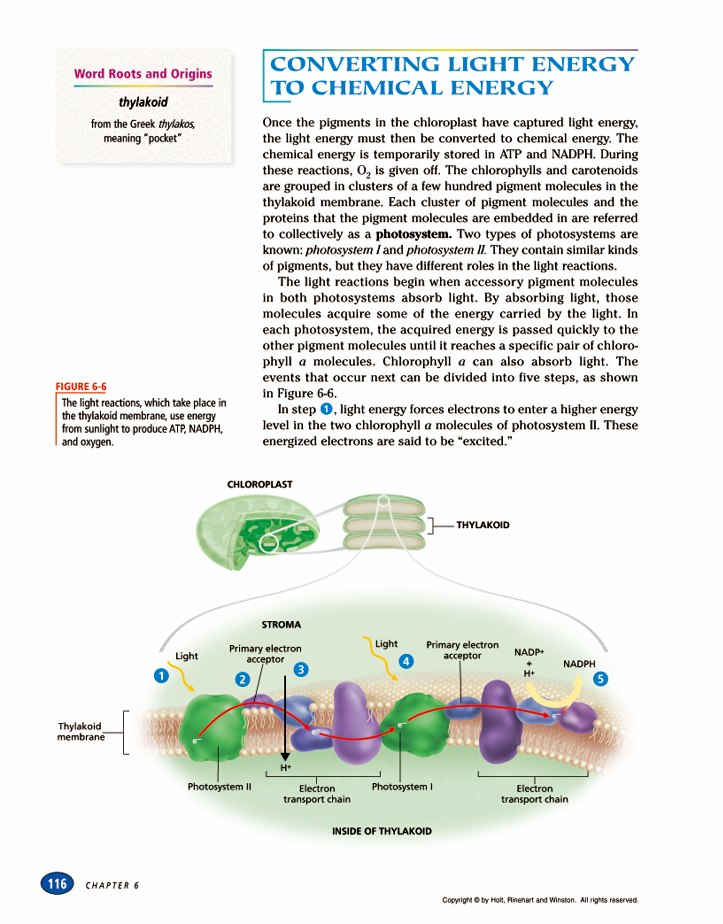 Word Roots and Origins
thylakoid
from the Greek thylakos,
meaning “pocket”
CONVERTING LIGHT ENERGY
TO CHEMICAL ENERGY
Once the pigments in the chloroplast have captured light energy,
the light energy must then be converted to chemical energy. The
chemical energy is temporarily stored in ATP and NADPH. During
these reactions, O₂ is given off. The chlorophylls and carotenoids
are grouped in clusters of a few hundred pigment molecules in the
thylakoid membrane. Each cluster of pigment molecules and the
proteins that the pigment molecules are embedded in are referred
to collectively as a photosystem. Two types of photosystems are
known: photosystem I and photosystem II. They contain similar kinds
of pigments, but they have different roles in the light reactions.
The light reactions begin when accessory pigment molecules
in both photosystems absorb light. By absorbing light, those
molecules acquire some of the energy carried by the light. In
each photosystem, the acquired energy is passed quickly to the
other pigment molecules until it reaches a specific pair of chloro-
phyll a molecules. Chlorophyll a can also absorb light. The
events that occur next can be divided into five steps, as shown
in Figure 6-6.
In step 1, light energy forces electrons to enter a higher energy
level in the two chlorophyll a molecules of photosystem II. These
energized electrons are said to be “excited.”
FIGURE 6-6
The light reactions, which take place in
the thylakoid membrane, use energy
from sunlight to produce ATP, NADPH,
and oxygen.
CHLOROPLAST
THYLAKOID
STROMA
1
Light
2
Primary electron
acceptor
3
Light
4
Primary electron
acceptor
NADP+
+
H+
NADPH
5
Thylakoid
membrane
e−
e−
e−
e−
H+
Photosystem II
Electron
transport chain
Photosystem I
Electron
transport chain
INSIDE OF THYLAKOID
116 CHAPTER 6
Copyright © by Holt, Rinehart and Winston. All rights reserved.